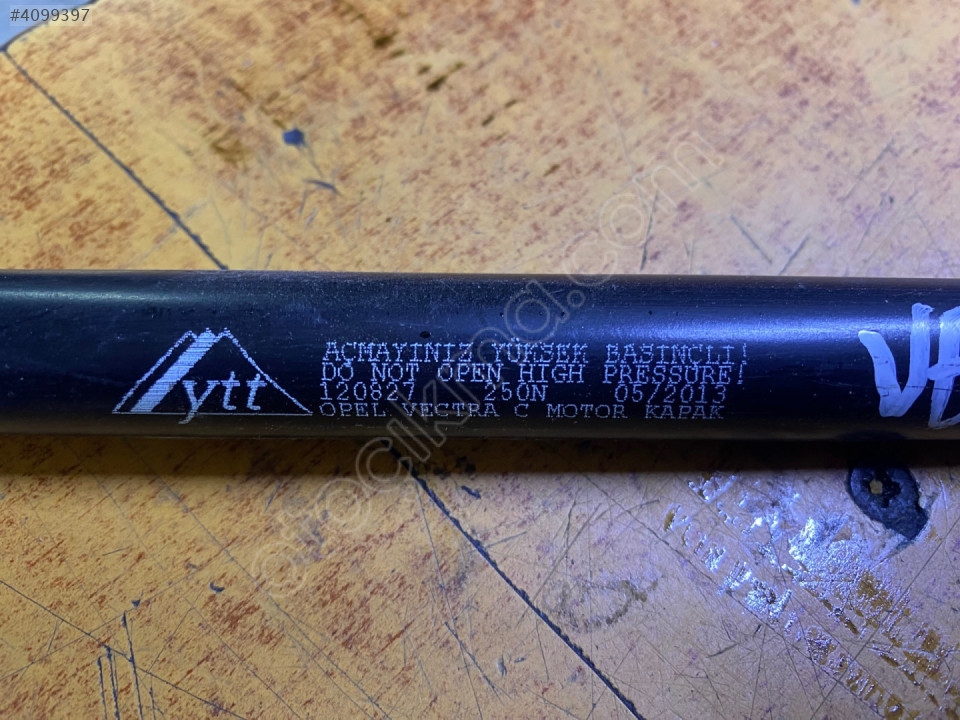 #4099397
ytt
AÇMAYINIZ YÜKSEK BASINÇLI!
DO NOT OPEN HIGH PRESSURE!
120827 250N 05/2013
OPEL VECTRA C MOTOR KAPAK